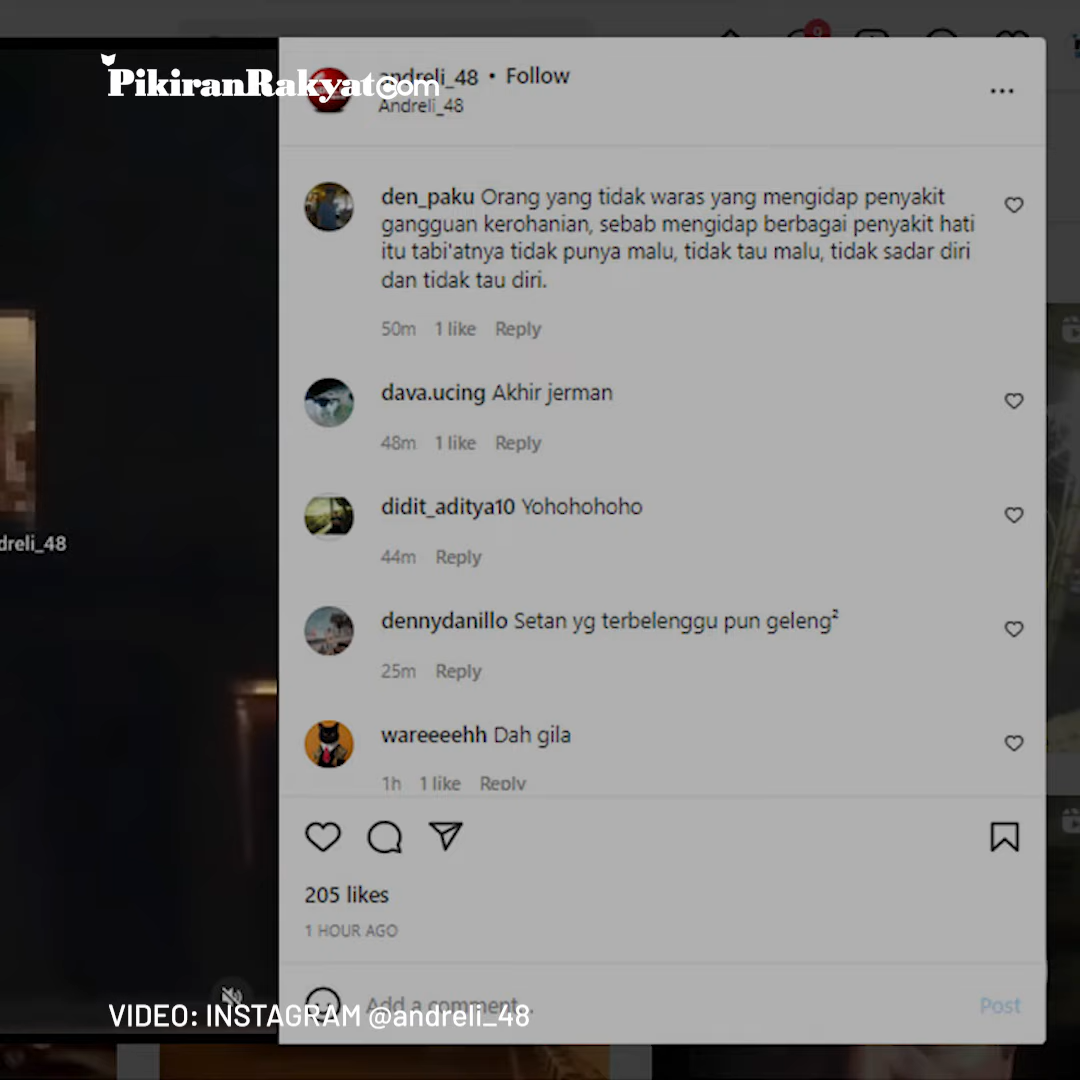 9
PikiranRakyat.com
andreli_48 • Follow
Andreli_48
den_paku Orang yang tidak waras yang mengidap penyakit
gangguan kerohanian, sebab mengidap berbagai penyakit hati
itu tabi'atnya tidak punya malu, tidak tau malu, tidak sadar diri
dan tidak tau diri.
50m 1 like Reply
dava.ucing Akhir jerman
48m 1 like Reply
didit_aditya10 Yohohohoho
44m Reply
dreli_48
dennydanillo Setan yg terbelenggu pun geleng²
25m Reply
wareeeehh Dah gila
1h 1 like Reply
205 likes
1 HOUR AGO
Add a comment...
Post
VIDEO: INSTAGRAM @andreli_48